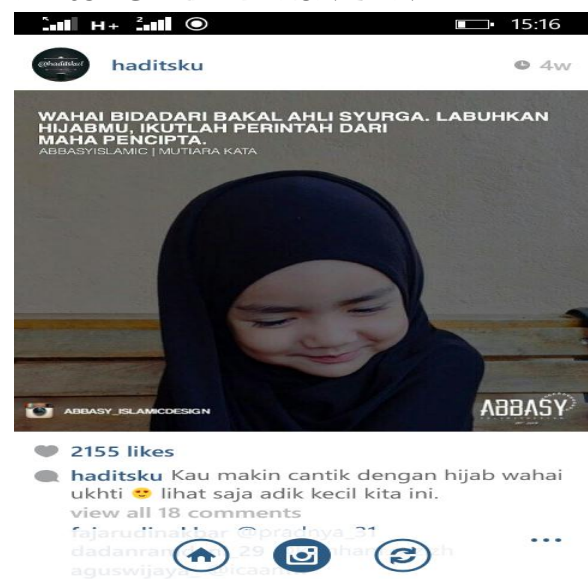 H+ 2 15:16
@haditsku
haditsku 4w
WAHAI BIDADARI BAKAL AHLI SYURGA. LABUHKAN
HIJABMU, IKUTLAH PERINTAH DARI
MAHA PENCIPTA.
ABBASYISLAMIC | MUTIARA KATA
ABBASY_ISLAMICDESIGN
ABBASY
2155 likes
haditsku Kau makin cantik dengan hijab wahai
ukhti 😍 lihat saja adik kecil kita ini.
view all 18 comments
fajarudinakbar @pradnya_31